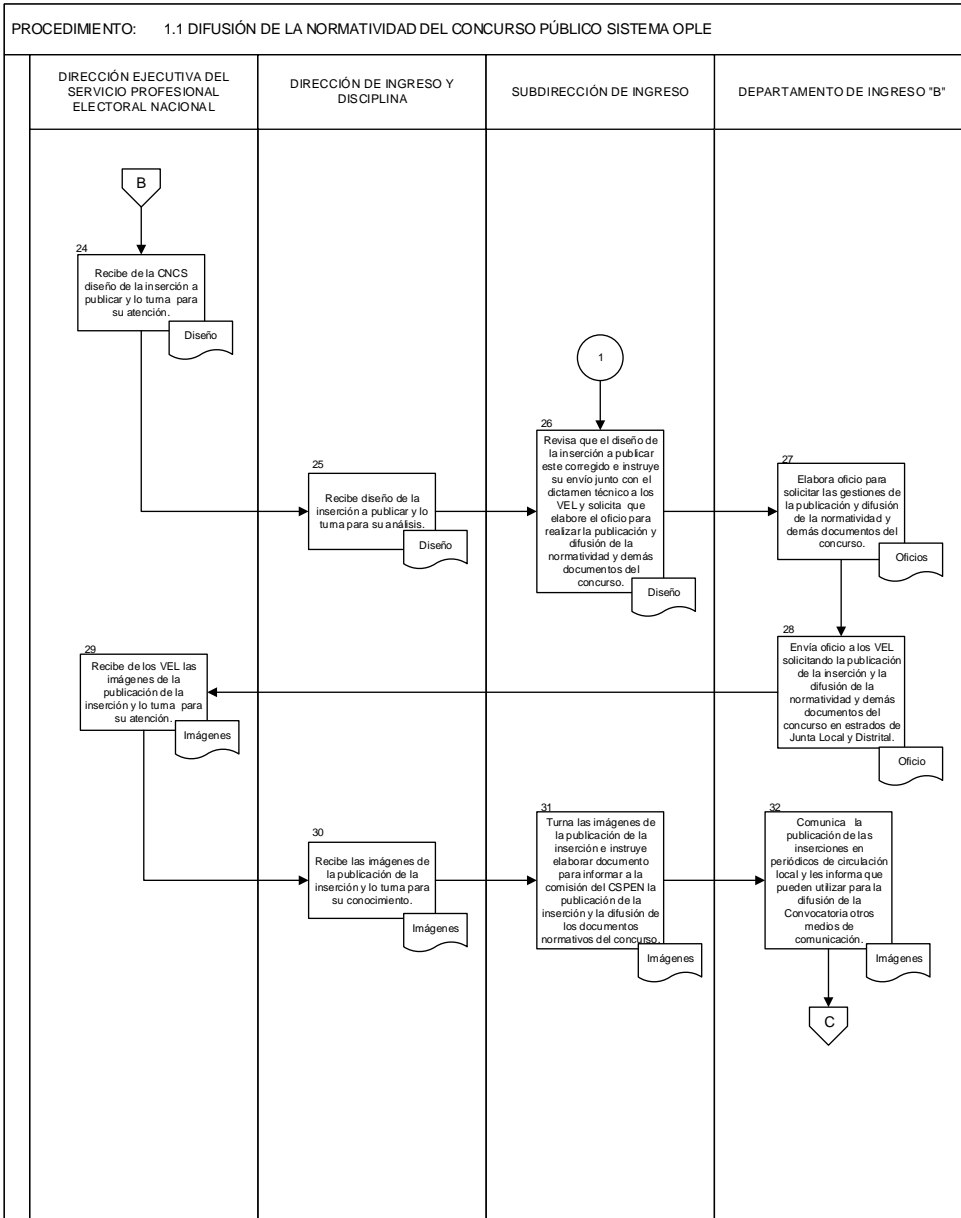 PROCEDIMIENTO: 1.1 DIFUSIÓN DE LA NORMATIVIDAD DEL CONCURSO PÚBLICO SISTEMA OPLE
DIRECCIÓN EJECUTIVA DEL
SERVICIO PROFESIONAL
ELECTORAL NACIONAL
DIRECCIÓN DE INGRESO Y
DISCIPLINA
SUBDIRECCIÓN DE INGRESO
DEPARTAMENTO DE INGRESO "B"
B
24
Recibe de la CNCS
diseño de la inserción a
publicar y lo turna para
su atención.
Diseño
1
25
Recibe diseño de la
inserción a publicar y lo
turna para su análisis.
Diseño
26
Revisa que el diseño de
la inserción a publicar
este corregido e instruye
su envío junto con el
dictamen técnico a los
VEL y solicita que
elabore el oficio para
realizar la publicación y
difusión de la
normatividad y demás
documentos del
concurso.
Diseño
27
Elabora oficio para
solicitar las gestiones de
la publicación y difusión
de la normatividad y
demás documentos del
concurso.
Oficios
28
Envía oficio a los VEL
solicitando la publicación
de la inserción y la
difusión de la
normatividad y demás
documentos del
concurso en estrados de
Junta Local y Distrital.
Oficio
29
Recibe de los VEL las
imágenes de la
publicación de la
inserción y lo turna para
su atención.
Imágenes
30
Recibe las imágenes de
la publicación de la
inserción y lo turna para
su conocimiento.
Imágenes
31
Turna las imágenes de
la publicación de la
inserción e instruye
elaborar documento
para informar a la
comisión del CSPEN la
publicación de la
inserción y la difusión de
los documentos
normativos del concurso.
Imágenes
32
Comunica la
publicación de las
inserciones en
periódicos de circulación
local y les informa que
pueden utilizar para la
difusión de la
Convocatoria otros
medios de
comunicación.
Imágenes
C